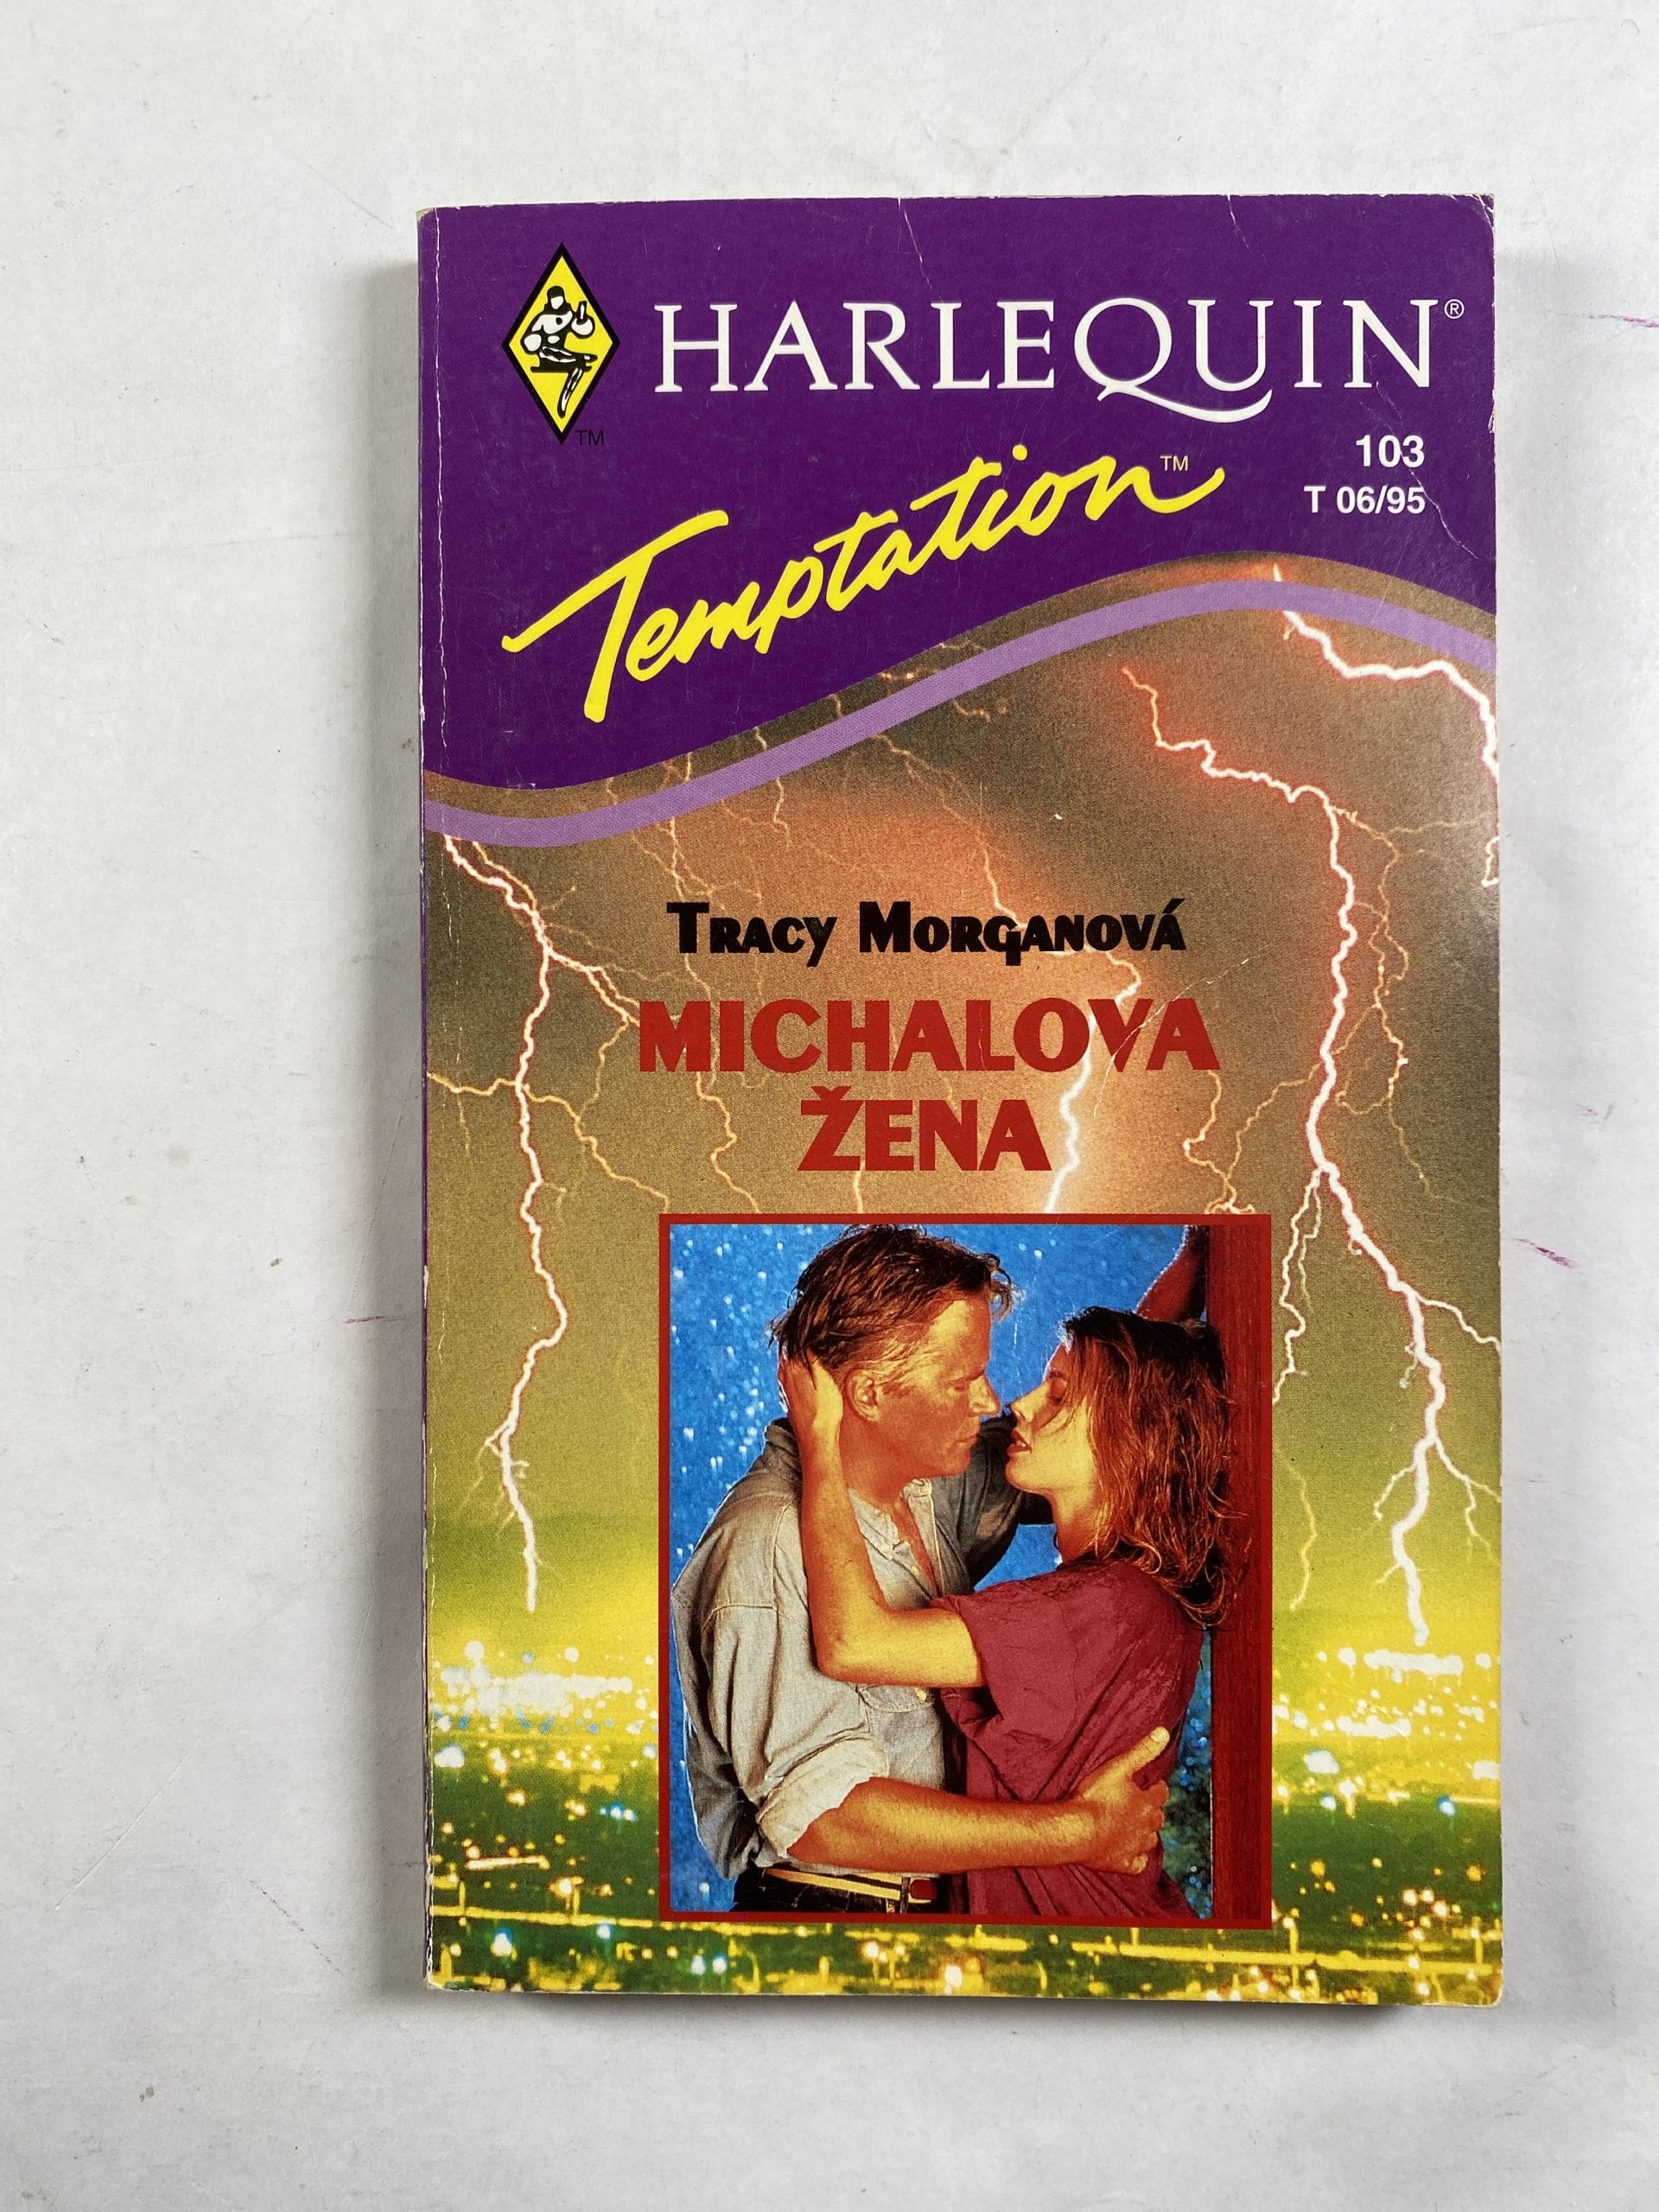 HARLEQUIN®
TM
Temptation™
103
T 06/95
Tracy Morganová
MICHALOVA
ŽENA